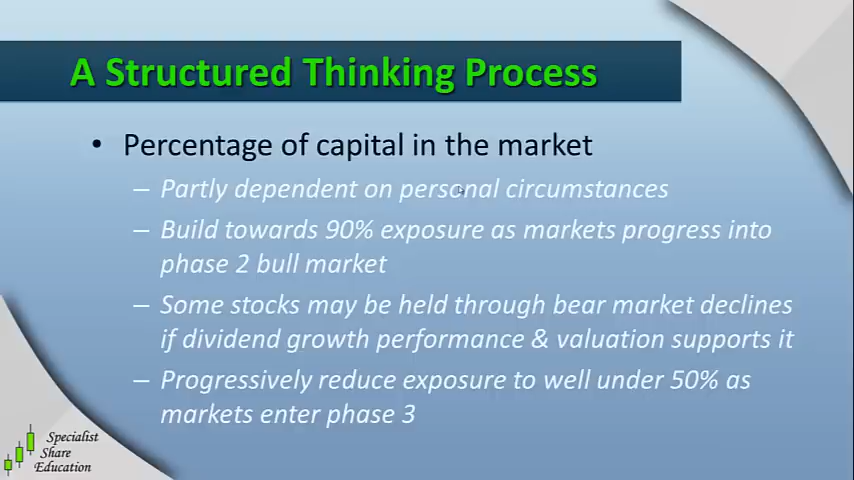 A Structured Thinking Process
• Percentage of capital in the market
– Partly dependent on personal circumstances
– Build towards 90% exposure as markets progress into
phase 2 bull market
– Some stocks may be held through bear market declines
if dividend growth performance & valuation supports it
– Progressively reduce exposure to well under 50% as
markets enter phase 3
Specialist
Share
Education